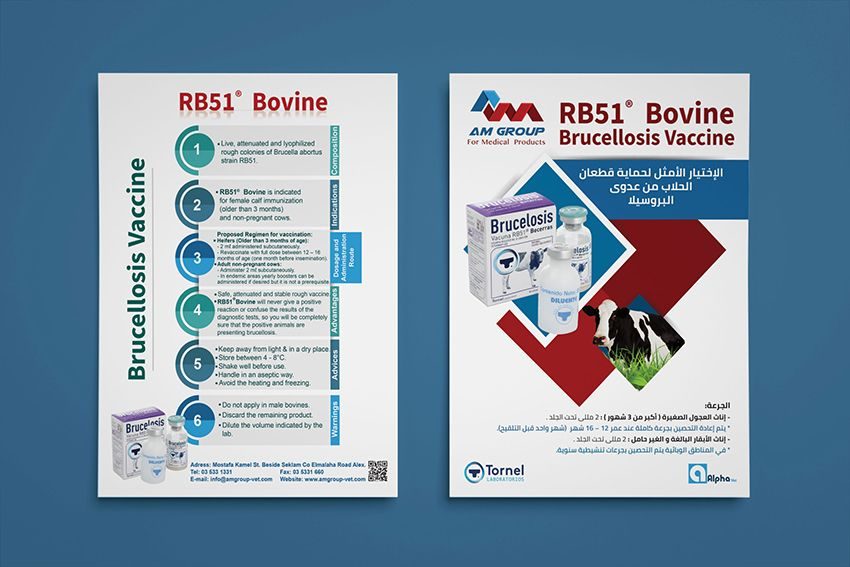 RB51® Bovine
Brucellosis Vaccine
1
• Live, attenuated and lyophilized
rough colonies of Brucella abortus
strain RB51.
Composition
2
• RB51® Bovine is indicated
for female calf immunization
(older than 3 months)
and non-pregnant cows.
Indications
3
Proposed Regimen for vaccination:
• Heifers (Older than 3 months of age):
- 2 ml administered subcutaneously.
- Revaccinate with full dose between 12 – 16
months of age (one month before insemination).
• Adult non-pregnant cows:
- Administer 2 ml subcutaneously.
- In endemic areas yearly boosters can be
administered if desired but it is not a prerequisite
Dosage and
Administration
Route
4
• Safe, attenuated and stable rough vaccine
• RB51® Bovine will never give a positive
reaction or confuse the results of the
diagnostic tests, so you will be completely
sure that the positive animals are
presenting brucellosis.
Advantages
5
• Keep away from light & in a dry place.
• Store between 4 - 8°C.
• Shake well before use.
• Handle in an aseptic way.
• Avoid the heating and freezing.
Advices
6
• Do not apply in male bovines.
• Discard the remaining product.
• Dilute the volume indicated by the
lab.
Warnings
Brucelosis
Adress: Mostafa Kamel St. Beside Seklam Co Elmalaha Road Alex.
Tel: 03 533 1331 Fax: 03 5331 660
E-mail: info@amgroup-vet.com Website: www.amgroup-vet.com
AM GROUP
For Medical Products
RB51® Bovine
Brucellosis Vaccine
الإختيار الأمثل لحماية قطعان
الحلاب من عدوى
البروسيلا
Brucelosis
Vacuna RB51® Becerras
DILUENTE
الجرعة:
- إناث العجول الصغيرة ( أكبر من 3 شهور ) : 2 مللى تحت الجلد .
* يتم إعادة التحصين بجرعة كاملة عند عمر 12 – 16 شهر (شهر واحد قبل التلقيح).
- إناث الأبقار البالغة و الغير حامل : 2 مللى تحت الجلد .
* في المناطق الوبائية يتم التحصين بجرعات تنشيطية سنوية.
Tornel
LABORATORIOS
Alpha Vet